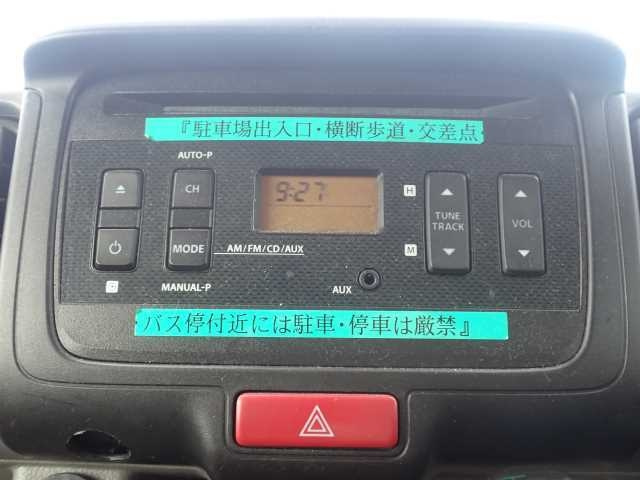 『駐車場出入口・横断歩道・交差点
AUTO-P
CH
9:27
H
TUNE
TRACK
VOL
MODE
AM/FM/CD/AUX
M
MANUAL-P
AUX
バス停付近には駐車・停車は厳禁』